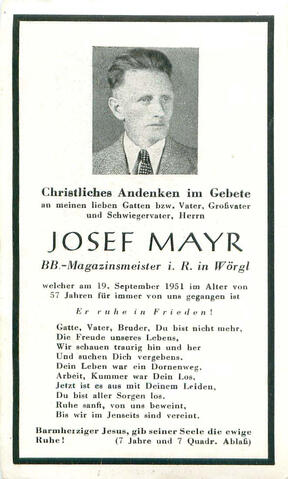 Christliches Andenken im Gebete
an meinen lieben Gatten bzw. Vater, Großvater
und Schwiegervater, Herrn
JOSEF MAYR
BB.-Magazinsmeister i. R. in Wörgl
welcher am 19. September 1951 im Alter von
57 Jahren für immer von uns gegangen ist
Er ruhe in Frieden!
Gatte, Vater, Bruder, Du bist nicht mehr,
Die Freude unseres Lebens,
Wir schauen traurig hin und her
Und suchen Dich vergebens.
Dein Leben war ein Dornenweg.
Arbeit, Kummer war Dein Los,
Jetzt ist es aus mit Deinem Leiden,
Du bist aller Sorgen los.
Ruhe sanft, von uns beweint,
Bis wir im Jenseits sind vereint.
Barmherziger Jesus, gib seiner Seele die ewige
Ruhe! (7 Jahre und 7 Quadr. Ablaß)